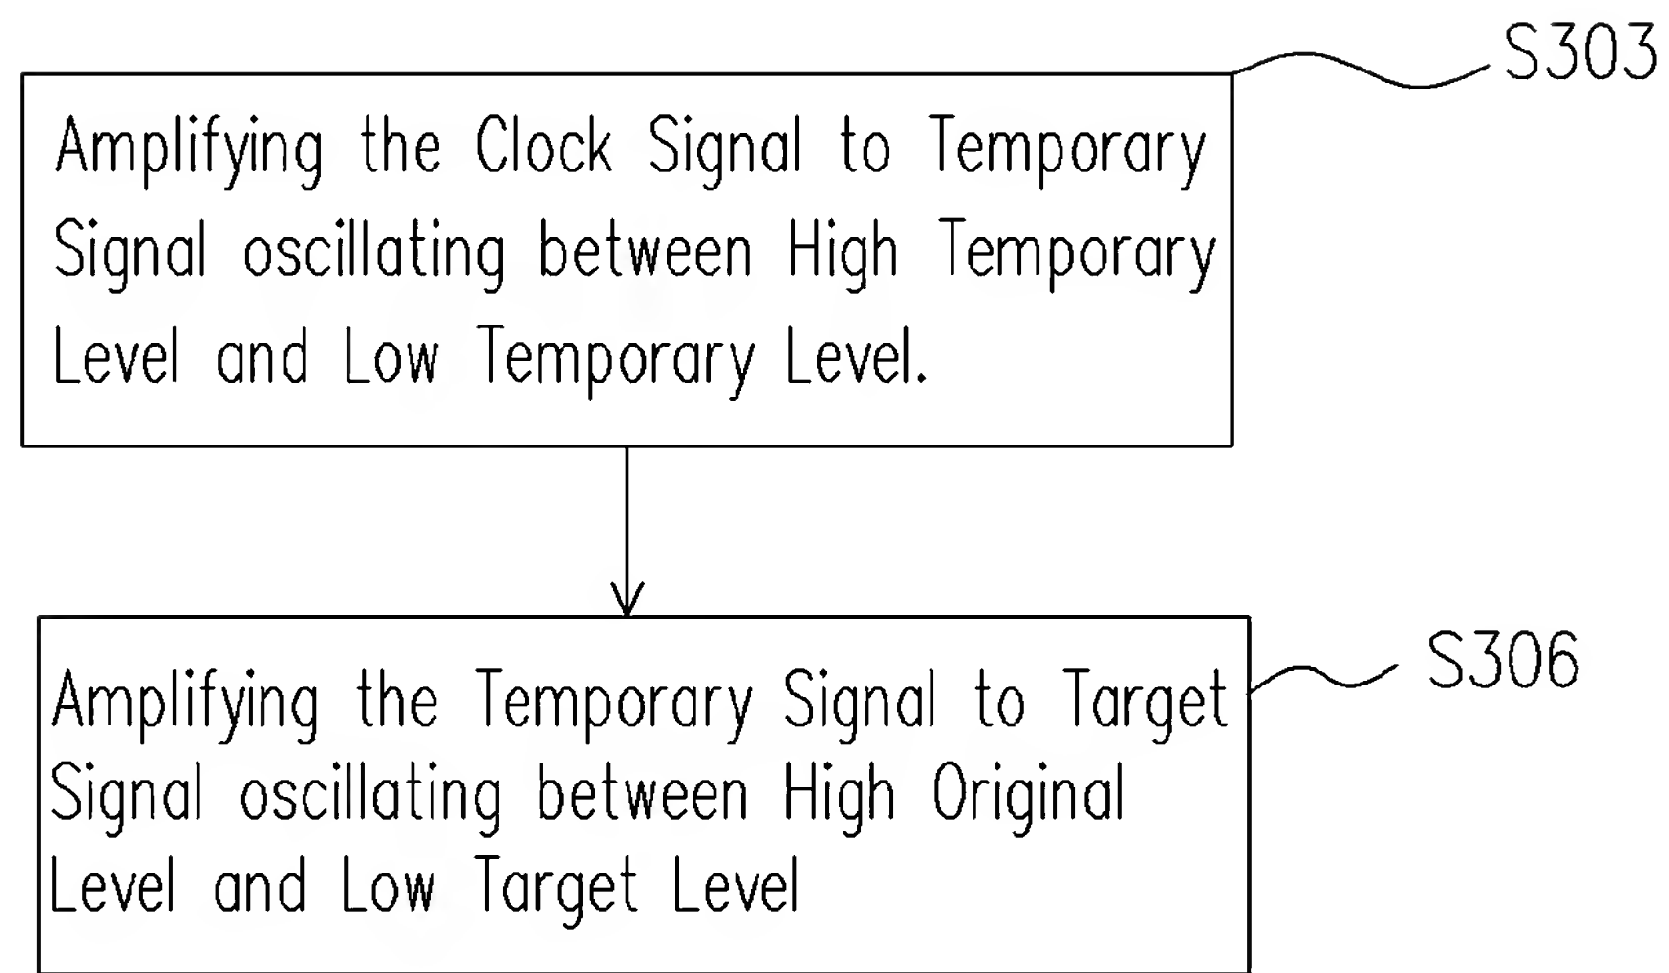 S303
Amplifying the Clock Signal to Temporary
Signal oscillating between High Temporary
Level and Low Temporary Level.
S306
Amplifying the Temporary Signal to Target
Signal oscillating between High Original
Level and Low Target Level